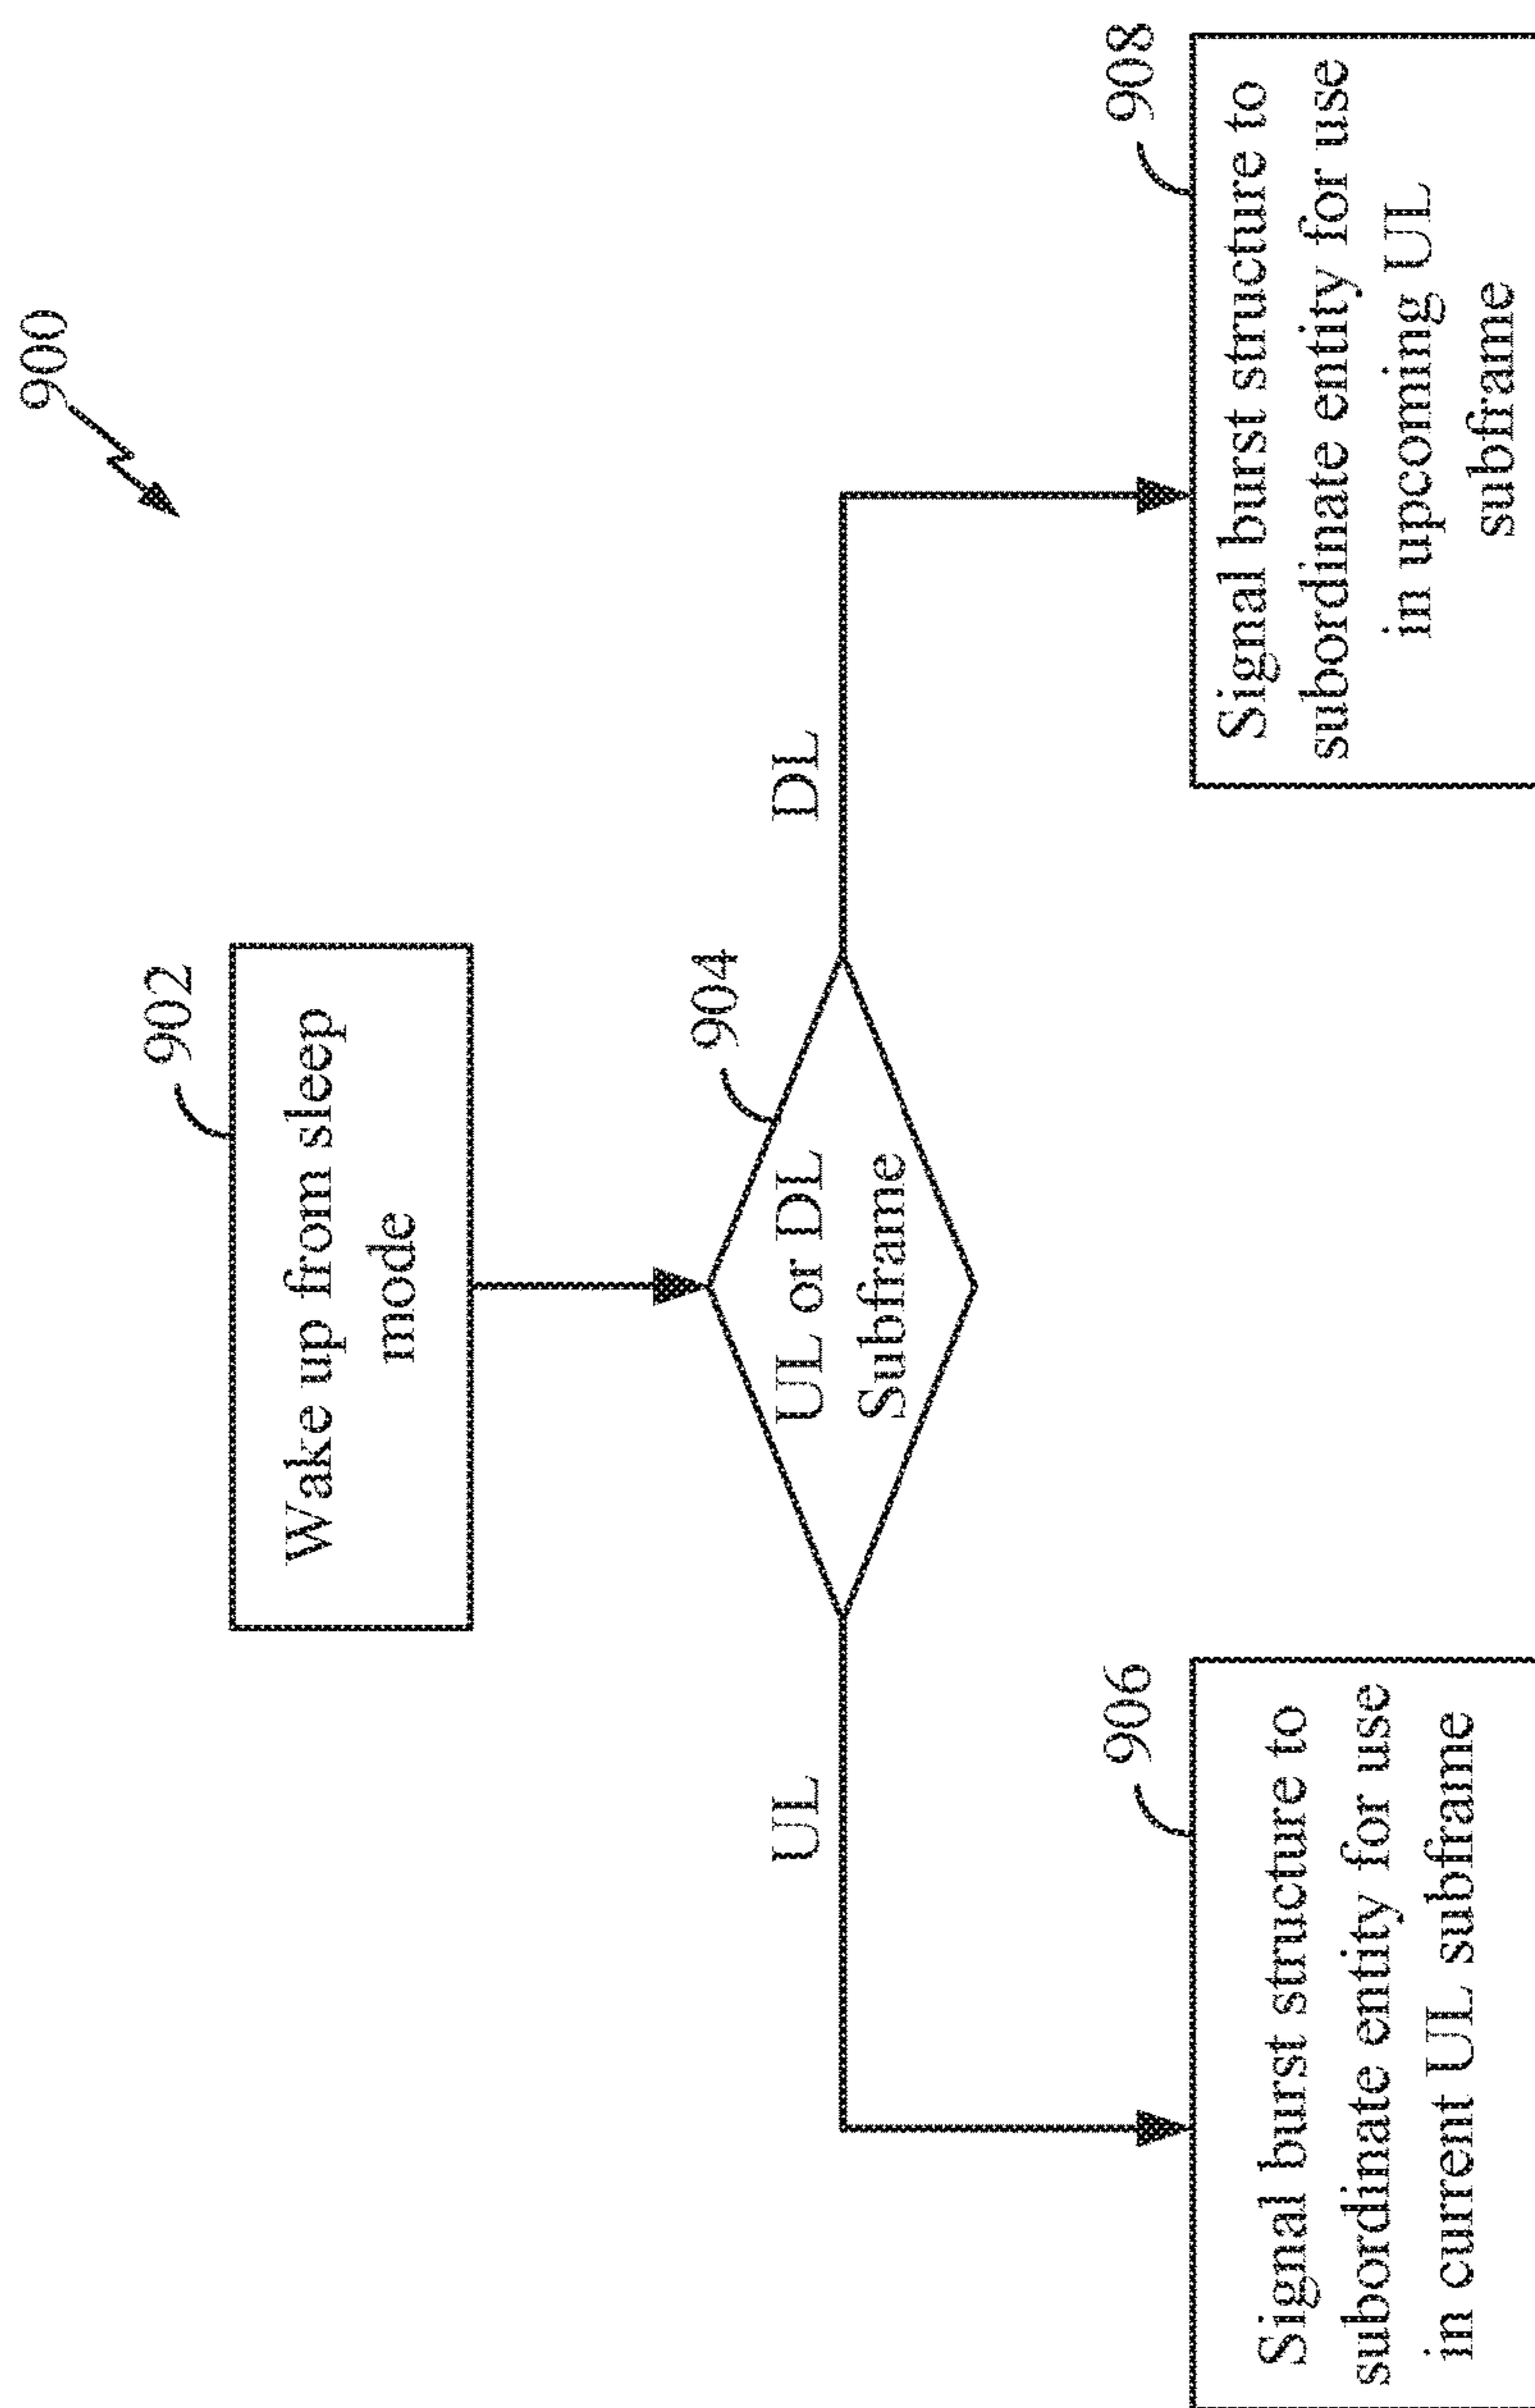 900
902
Wake up from sleep
mode
904
UL or DL
Subframe
UL
DL
906
Signal burst structure to
subordinate entity for use
in current UL subframe
908
Signal burst structure to
subordinate entity for use
in upcoming UL
subframe